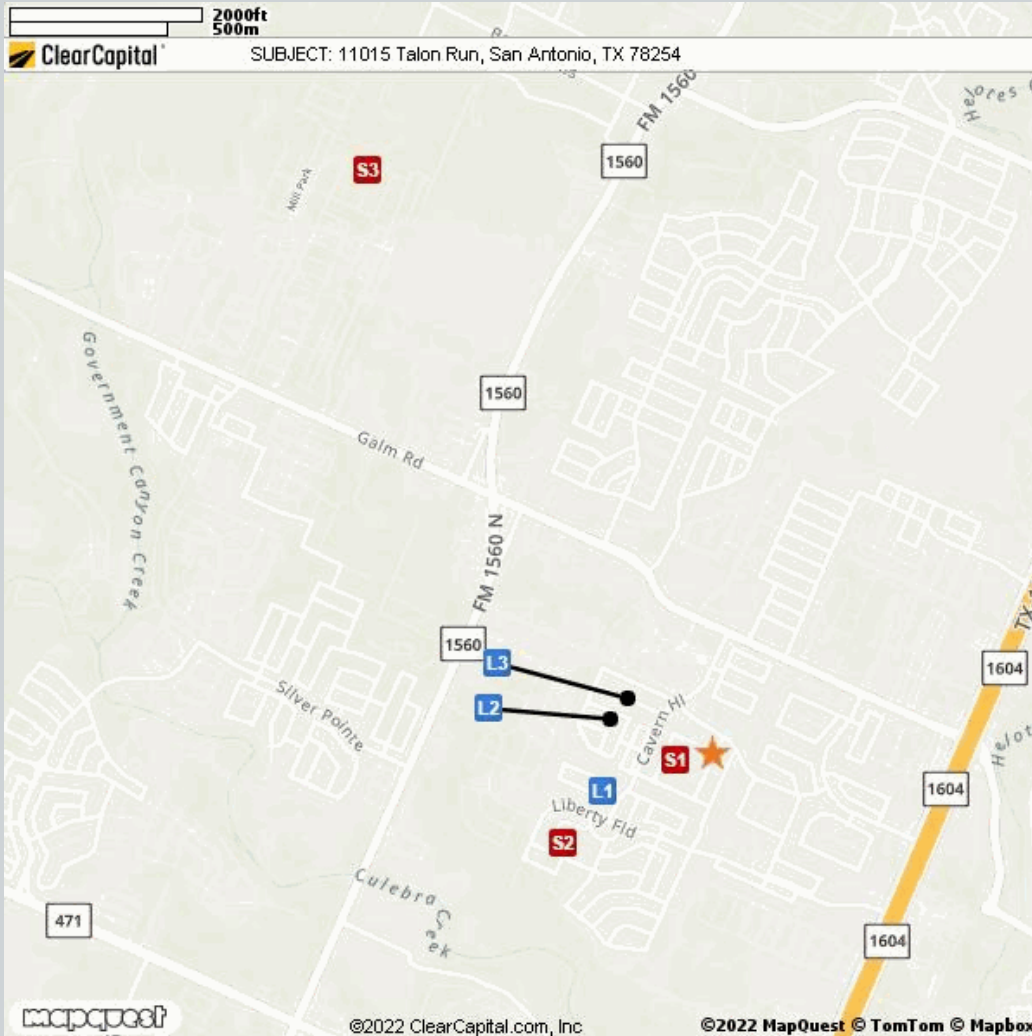 2000ft
500m
ClearCapital
SUBJECT: 11015 Talon Run, San Antonio, TX 78254
FM 1560
1560
S3
Mill Park
Government Canyon Creek
1560
Galm Rd
FM 1560 N
TX
1560
L3
1604
Silver Pointe
L2
Cavern Hl
S1
1604
L1
Liberty Fld
S2
Culebra Creek
471
1604
mapquest
©2022 ClearCapital.com, Inc
©2022 MapQuest © TomTom © Mapbox